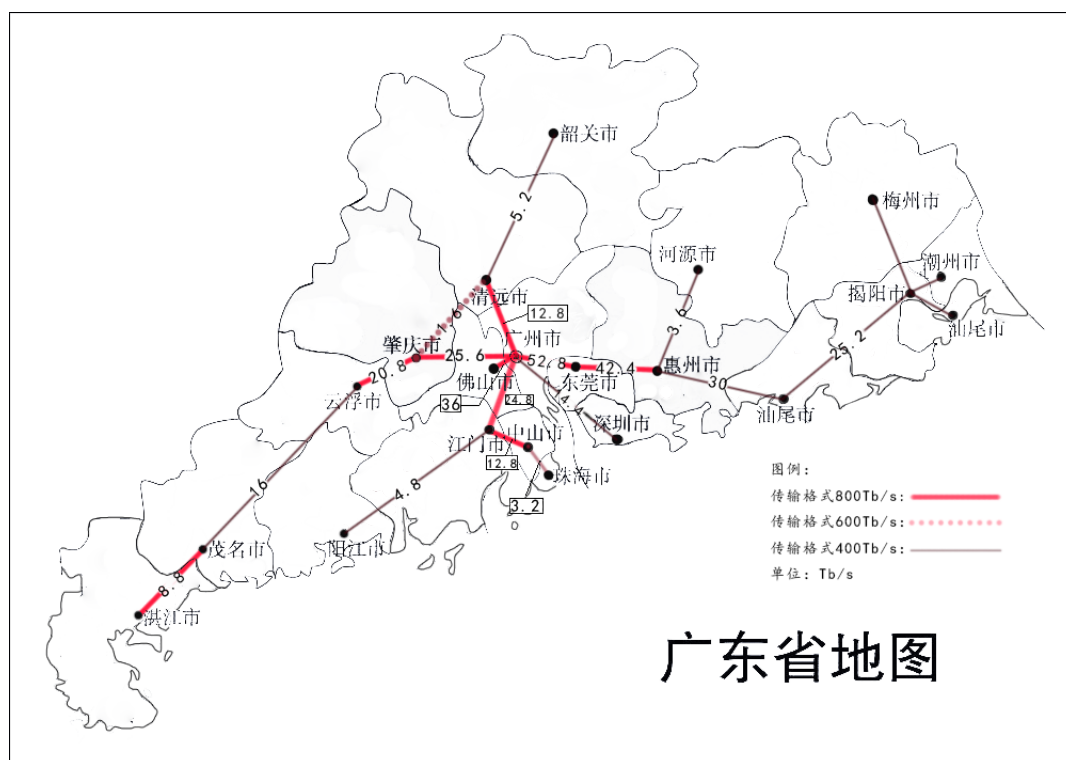 韶关市
5.2
梅州市
河源市
潮州市
清远市
揭阳市
12.8
汕尾市
1.6
3.6
广州市
肇庆市
25.6
52.8
25.2
20.8
佛山市
东莞市
42.4
惠州市
30
云浮市
36
24.8
14.4
汕尾市
深圳市
江门市
中山市
12.8
珠海市
图例:
16
4.8
3.2
传输格式800Tb/s:
传输格式600Tb/s:
茂名市
阳江市
传输格式400Tb/s:
8.8
单位: Tb/s
湛江市
广东省地图